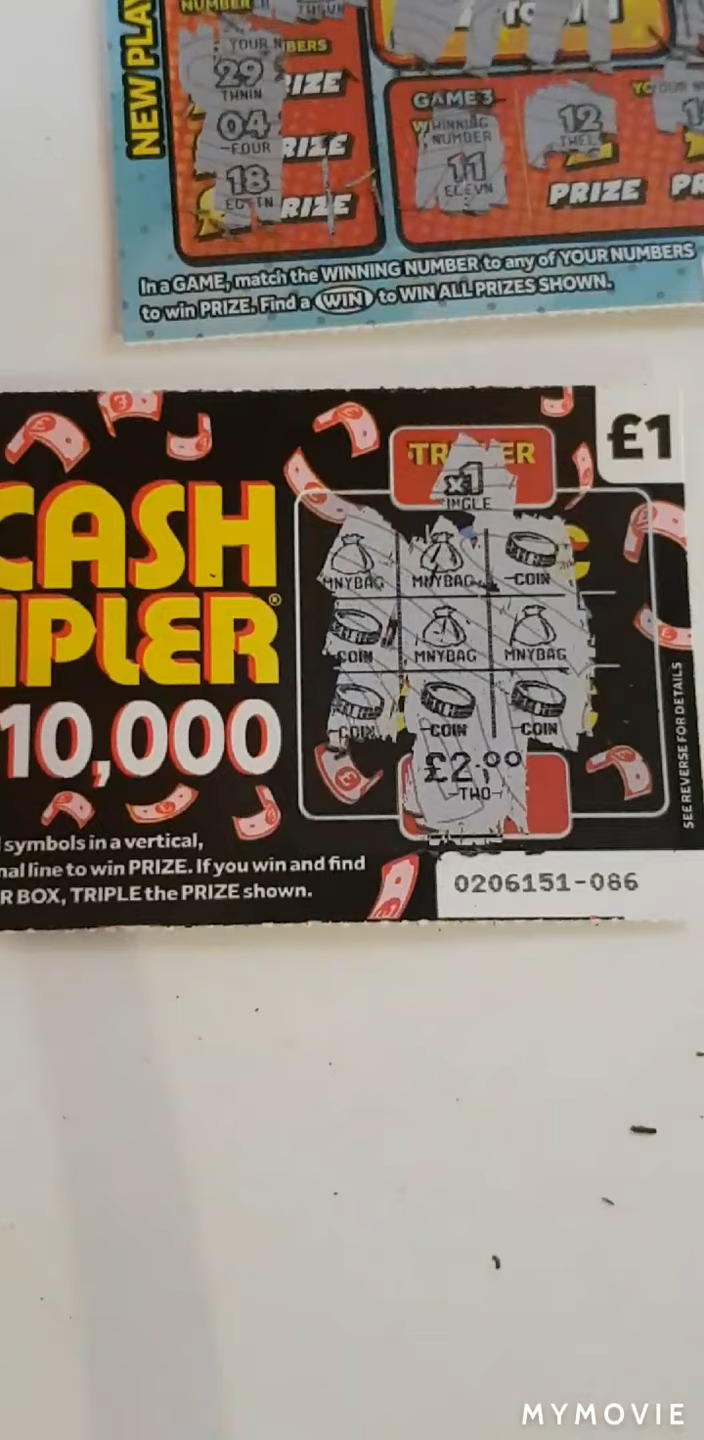 NEW PLAY
NUMBER
YOUR NUMBERS
29
THNIN
04
FOUR
18
PRIZE
GAME 3
WINNING
NUMBER
11
ELEVN
12
PRIZE
In a GAME, match the WINNING NUMBER to any of YOUR NUMBERS
to win PRIZE. Find a WIN to WIN ALL PRIZES SHOWN.
£1
x1
CASH
IPLER®
10,000
MNYBAG MNYBAG COIN
COIN MNYBAG MNYBAG
COIN COIN COIN
£2.00
TWO
symbols in a vertical,
nal line to win PRIZE. If you win and find
R BOX, TRIPLE the PRIZE shown.
SEE REVERSE FOR DETAILS
0206151-086
MYMOVIE